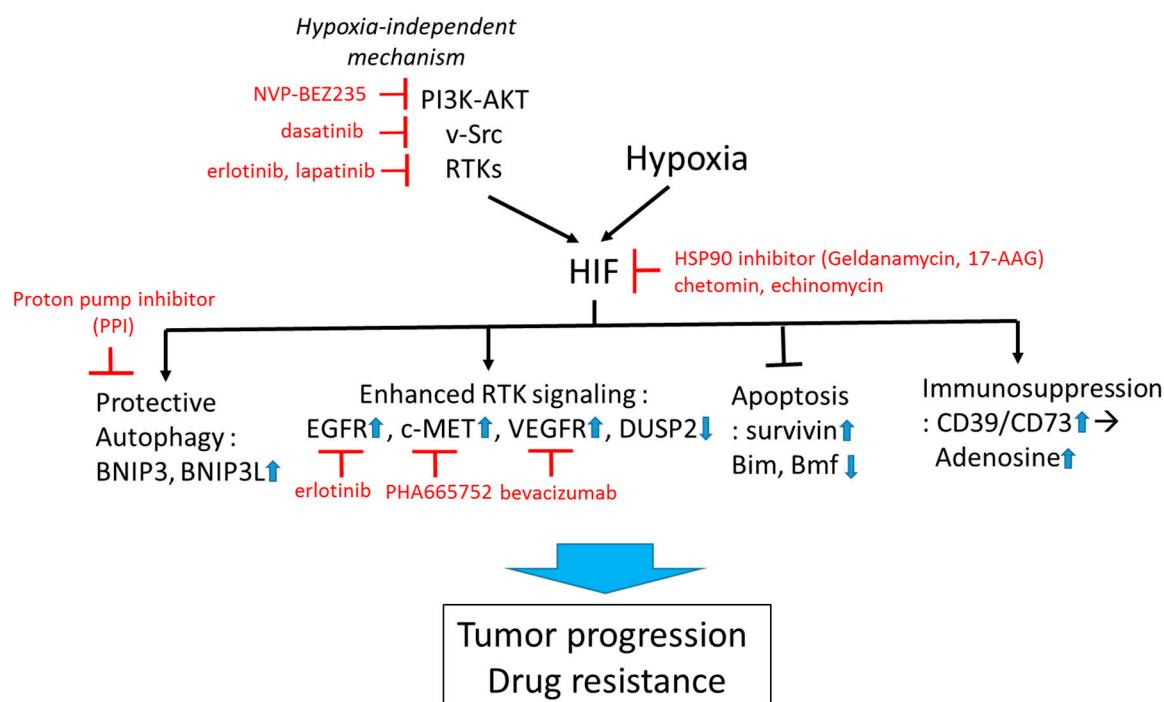 Hypoxia-independent
mechanism
NVP-BEZ235
PI3K-AKT
dasatinib
v-Src
erlotinib, lapatinib
RTKs
Hypoxia
HIF
HSP90 inhibitor (Geldanamycin, 17-AAG)
chetomin, echinomycin
Proton pump inhibitor
(PPI)
Protective
Autophagy :
BNIP3, BNIP3L
Enhanced RTK signaling :
EGFR, c-MET, VEGFR, DUSP2
erlotinib
PHA665752
bevacizumab
Apoptosis
: survivin
Bim, Bmf
Immunosuppression
: CD39/CD73 →
Adenosine
Tumor progression
Drug resistance